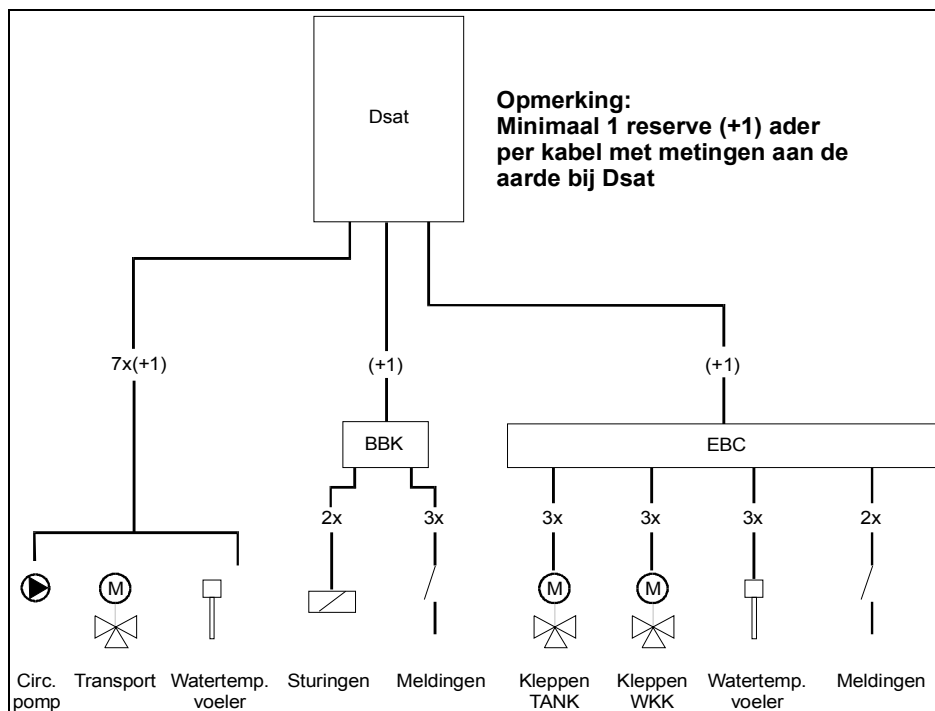 Dsat
Opmerking:
Minimaal 1 reserve (+1) ader
per kabel met metingen aan de
aarde bij Dsat
7x(+1)
(+1)
(+1)
BBK
EBC
2x
3x
3x
3x
3x
2x
M
M
M
Circ.
pomp
Transport
Watertemp.
voeler
Sturingen
Meldingen
Kleppen
TANK
Kleppen
WKK
Watertemp.
voeler
Meldingen